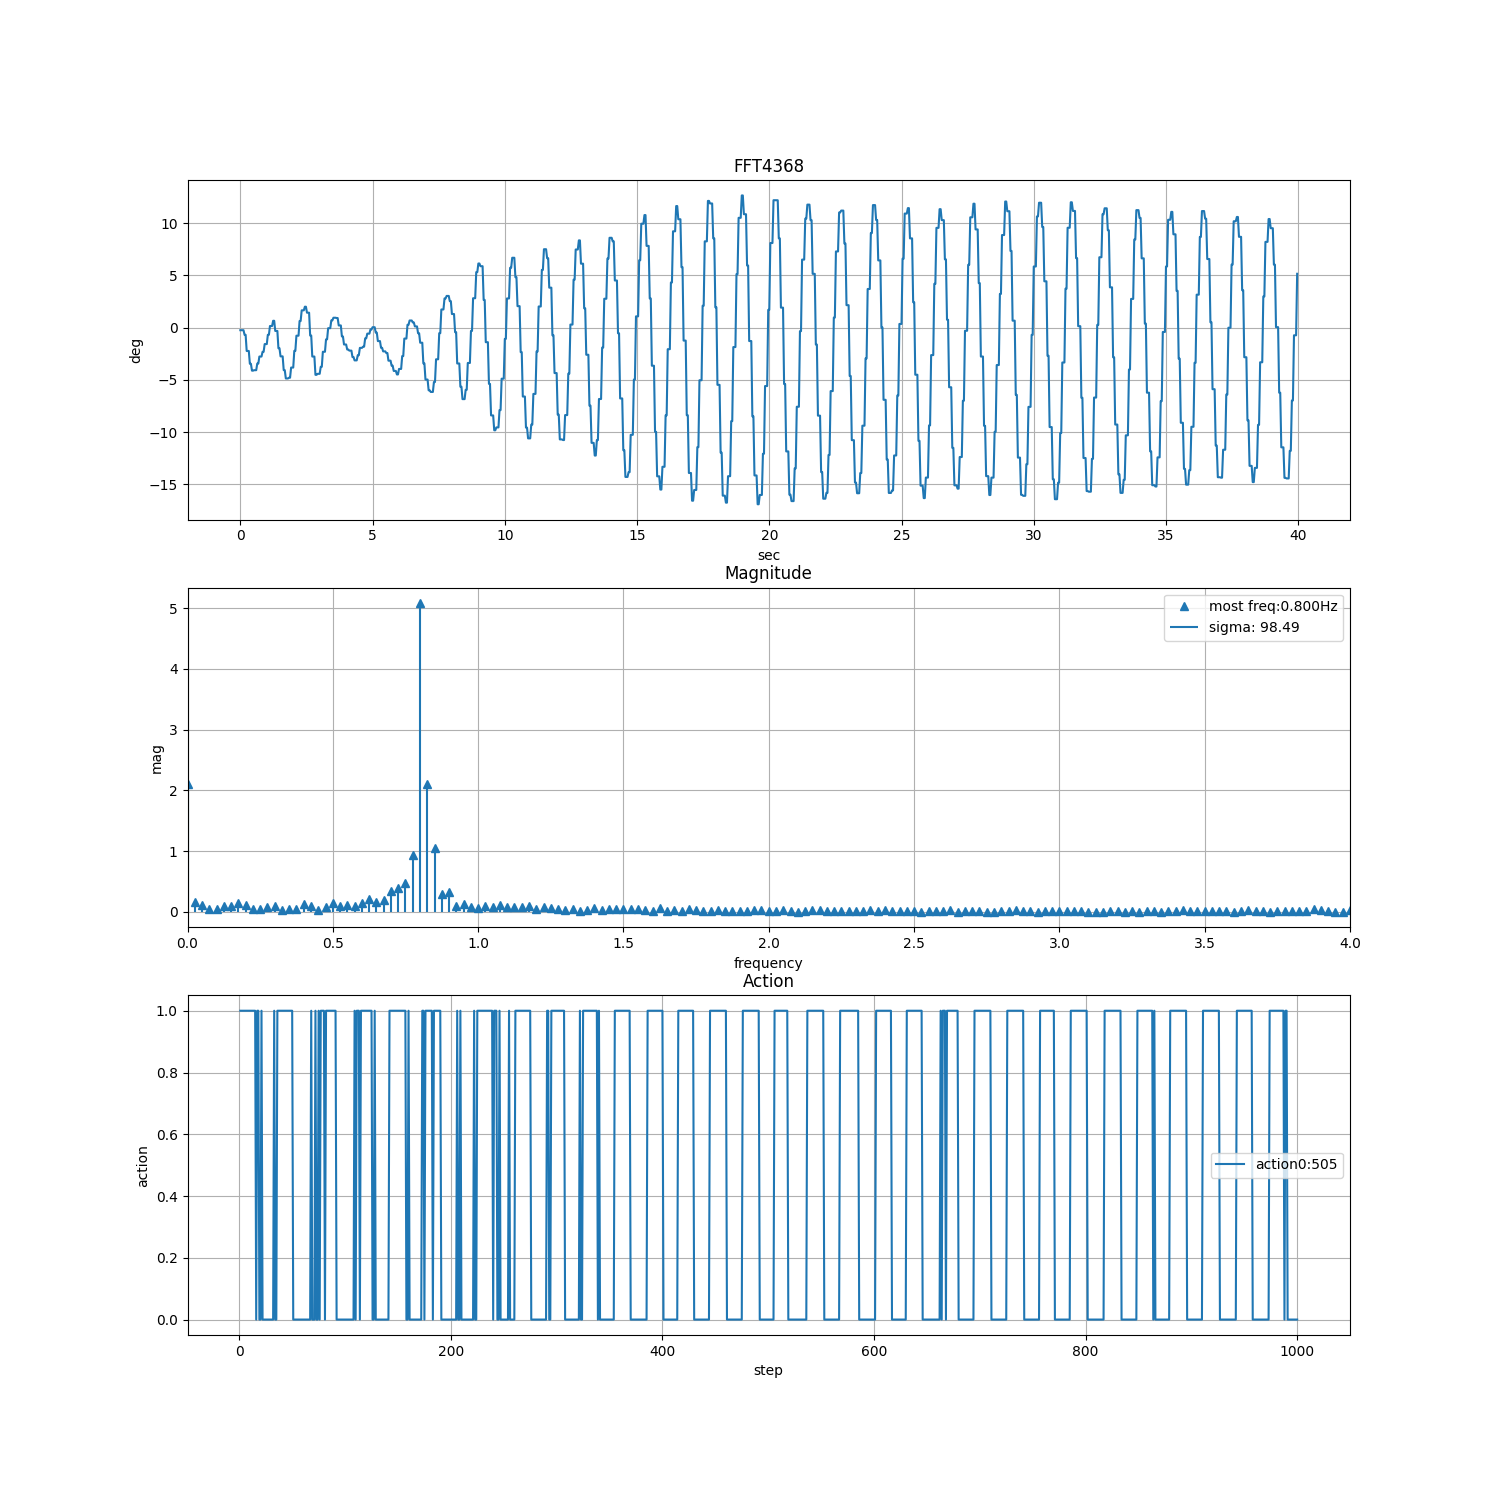 FFT4368
10
5
0
−5
−10
−15
deg
0 5 10 15 20 25 30 35 40
sec
Magnitude
most freq:0.800Hz
sigma: 98.49
5
4
3
2
1
0
mag
0.0 0.5 1.0 1.5 2.0 2.5 3.0 3.5 4.0
frequency
Action
1.0
0.8
0.6
0.4
0.2
0.0
action
action0:505
0 200 400 600 800 1000
step